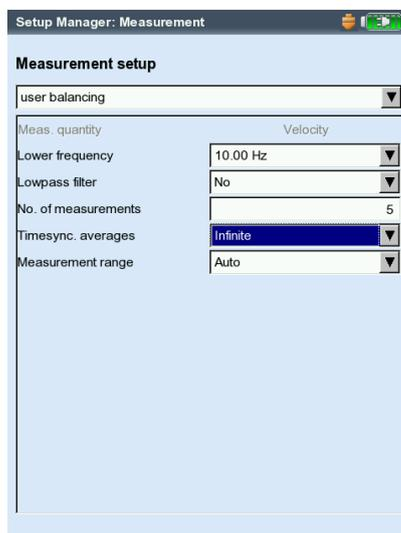 Setup Manager: Measurement
Measurement setup
user balancing
Meas. quantity Velocity
Lower frequency 10.00 Hz
Lowpass filter No
No. of measurements 5
Timesync. averages Infinite
Measurement range Auto